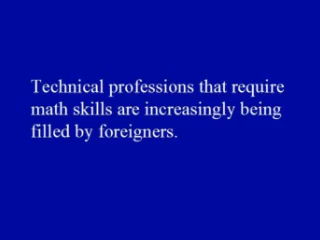 Technical professions that require
math skills are increasingly being
filled by foreigners.